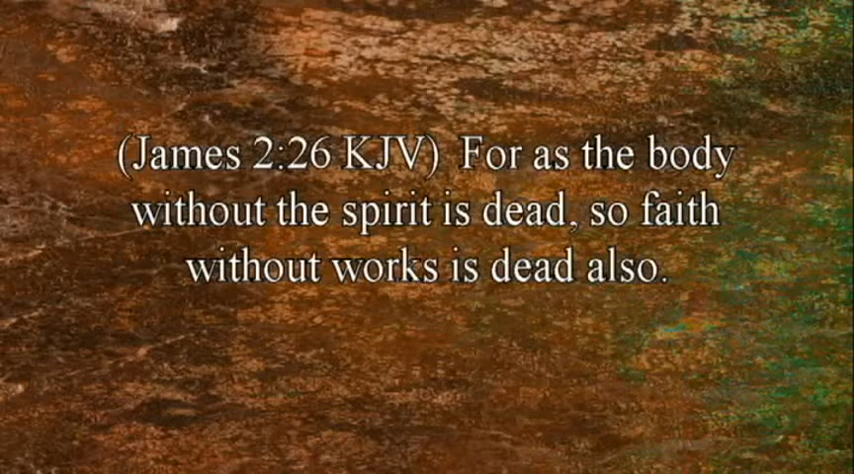 (James 2:26 KJV) For as the body
without the spirit is dead, so faith
without works is dead also.